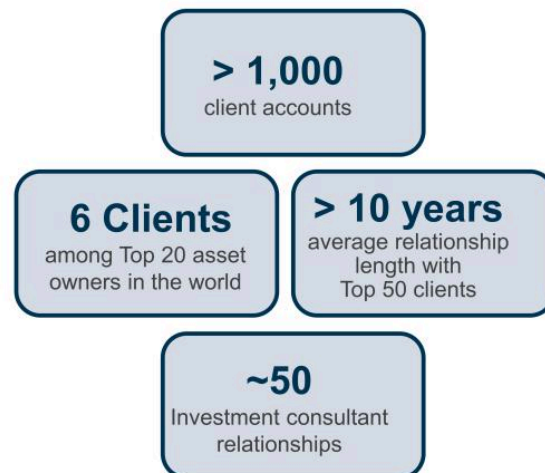 > 1,000
client accounts
6 Clients
among Top 20 asset
owners in the world
> 10 years
average relationship
length with
Top 50 clients
~50
Investment consultant
relationships